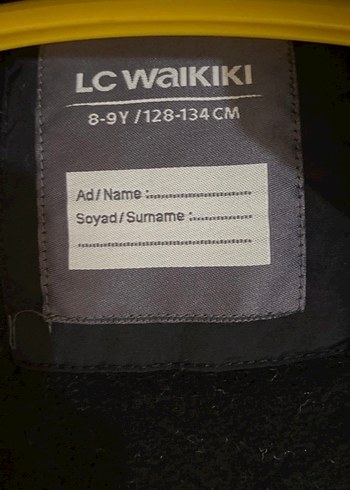 LC WAIKIKI
8-9Y / 128-134 CM
Ad / Name :....................
Soyad / Surname :............
..................................